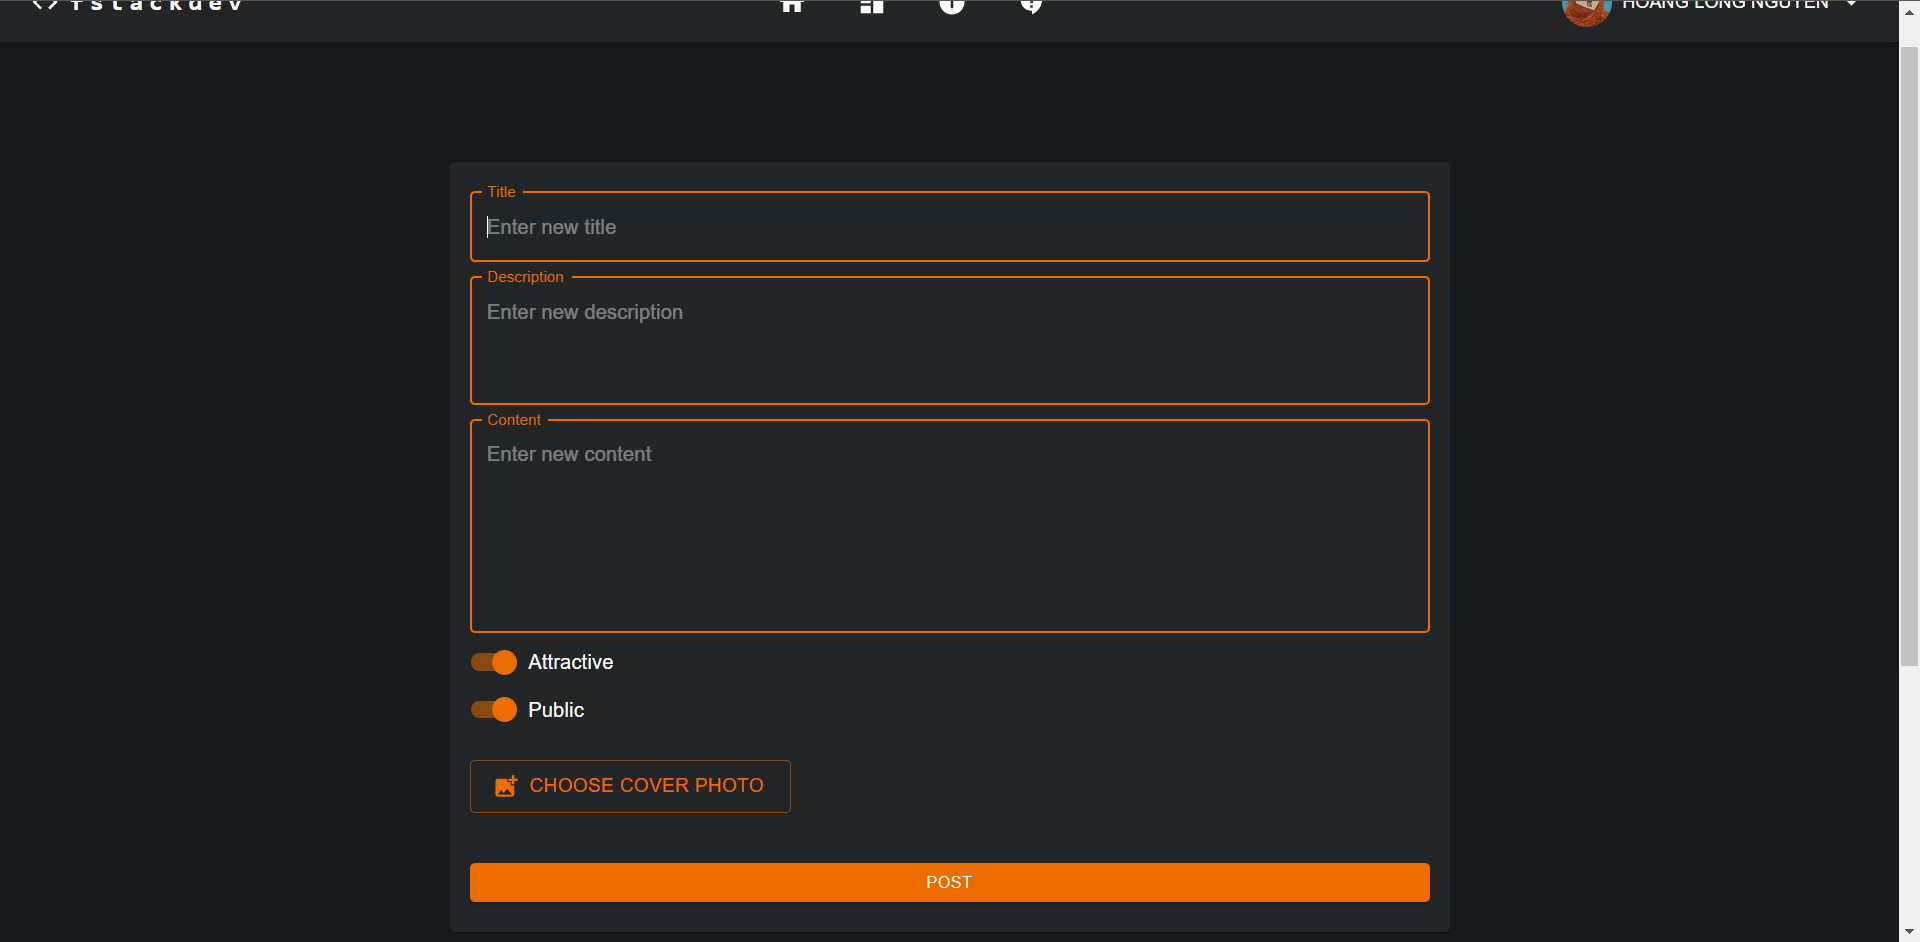 <> fstackdev
HOANG LONG NGUYEN
Title
Enter new title
Description
Enter new description
Content
Enter new content
Attractive
Public
CHOOSE COVER PHOTO
POST